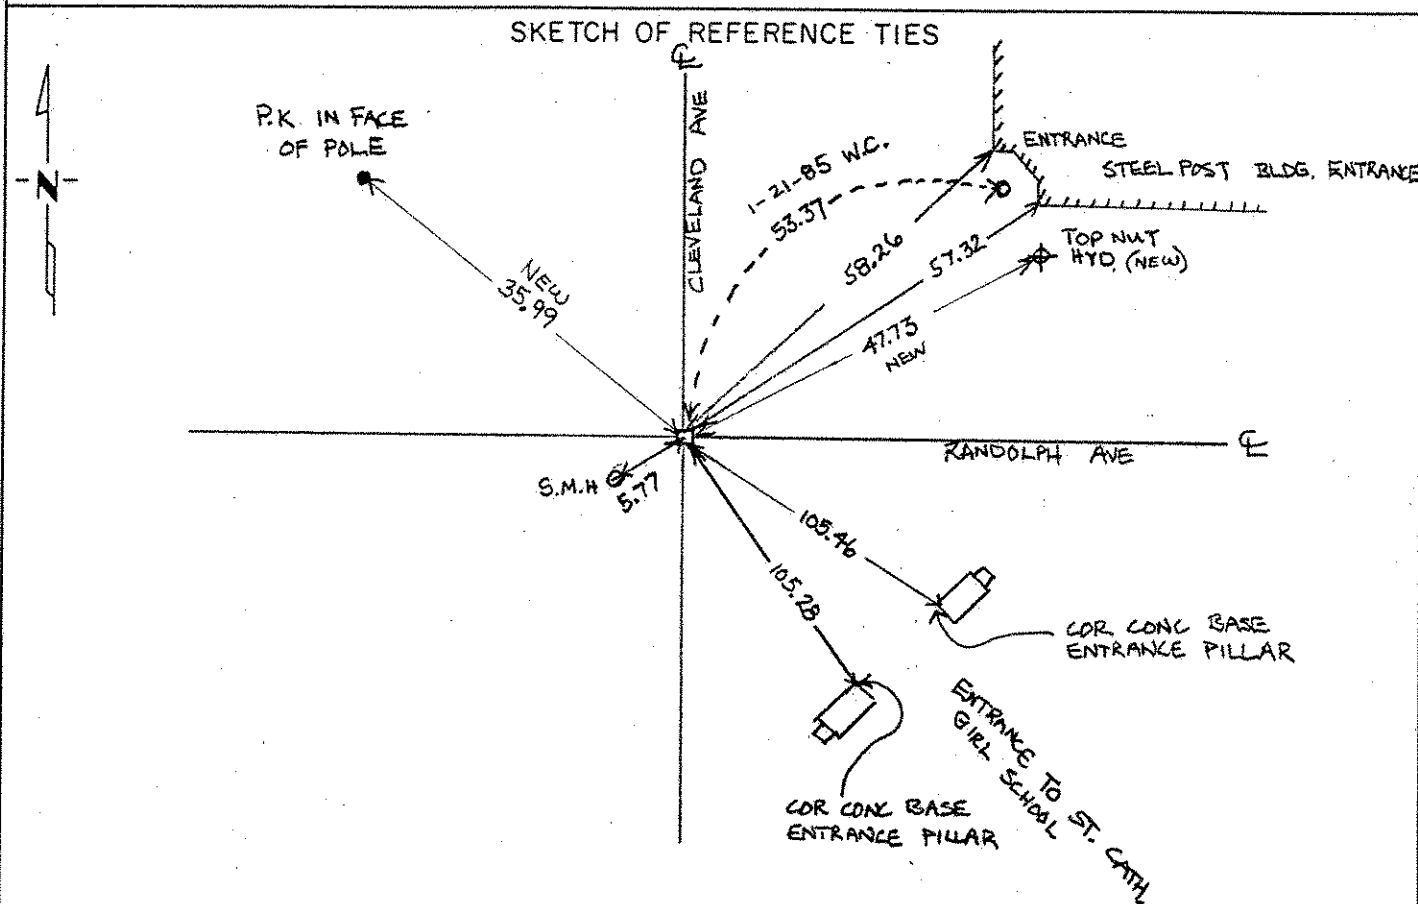 SKETCH OF REFERENCE TIES
℄
CLEVELAND AVE
N
P.K. IN FACE
OF POLE
ENTRANCE
STEEL POST BLDG. ENTRANCE
1-21-85 W.C.
53.37
58.26
57.32
TOP NUT
HYD. (NEW)
NEW
35.99
47.73
NEW
RANDOLPH AVE
℄
S.M.H
5.77
105.46
105.28
COR CONC BASE
ENTRANCE PILLAR
COR CONC BASE
ENTRANCE PILLAR
ENTRANCE TO ST. CATH
GIRL SCHOOL